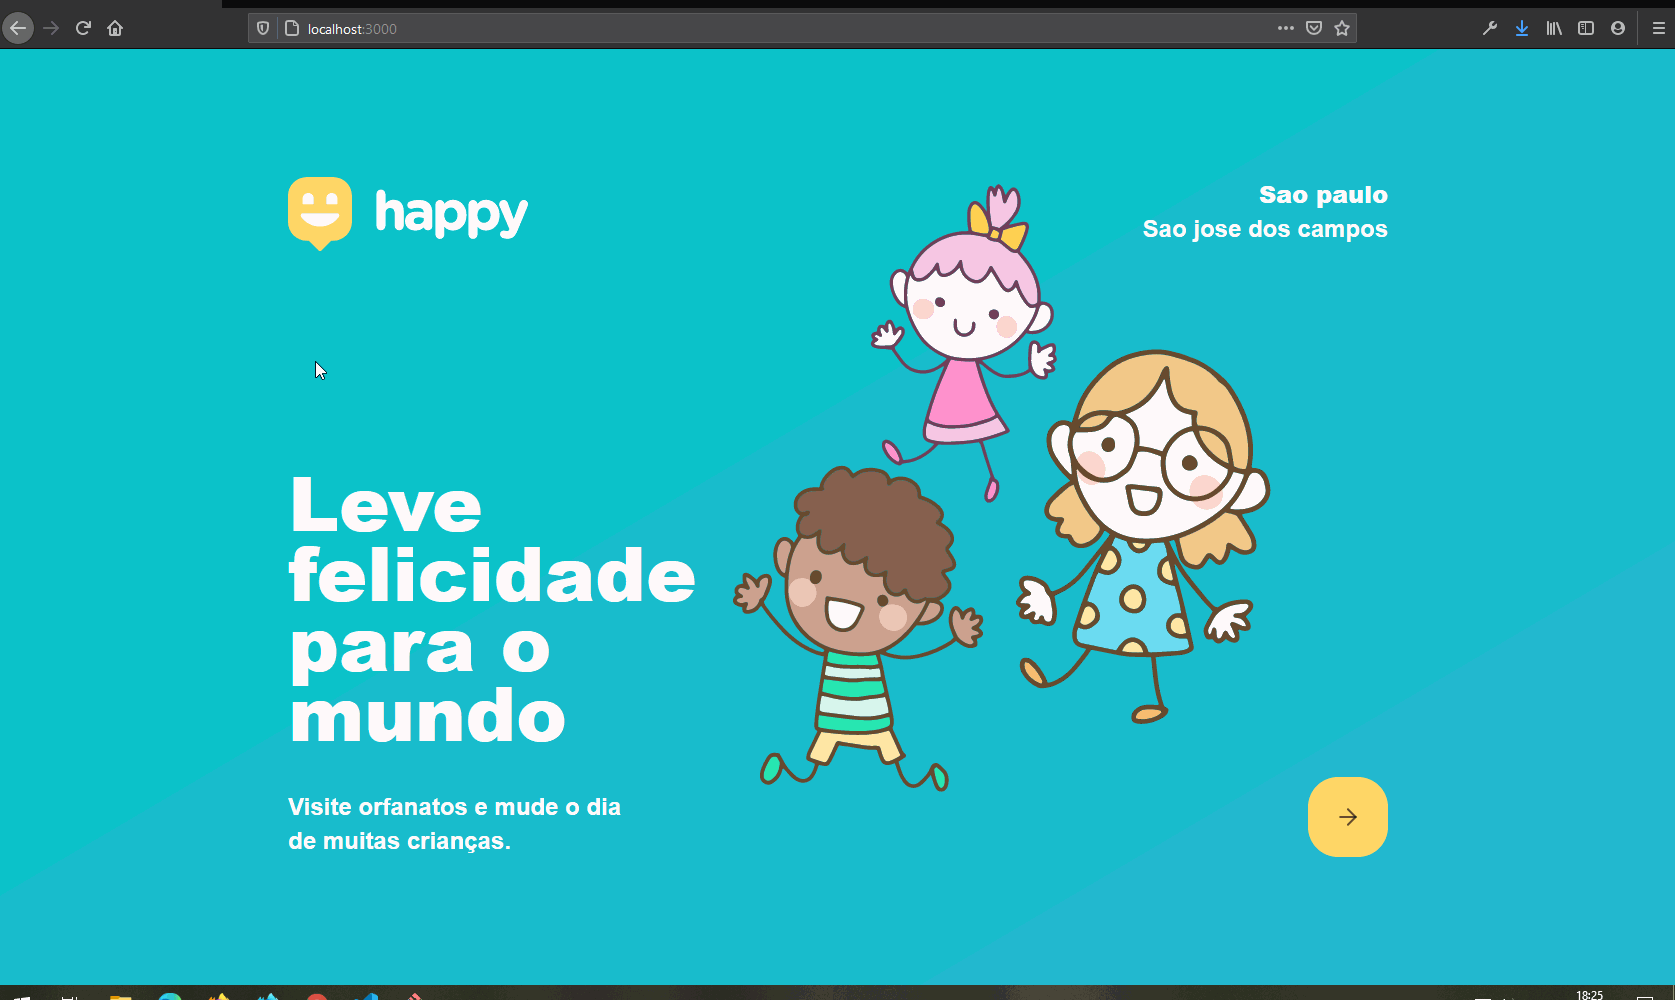 localhost:3000
happy
Sao paulo
Sao jose dos campos
Leve
felicidade
para o
mundo
Visite orfanatos e mude o dia
de muitas crianças.
18:25